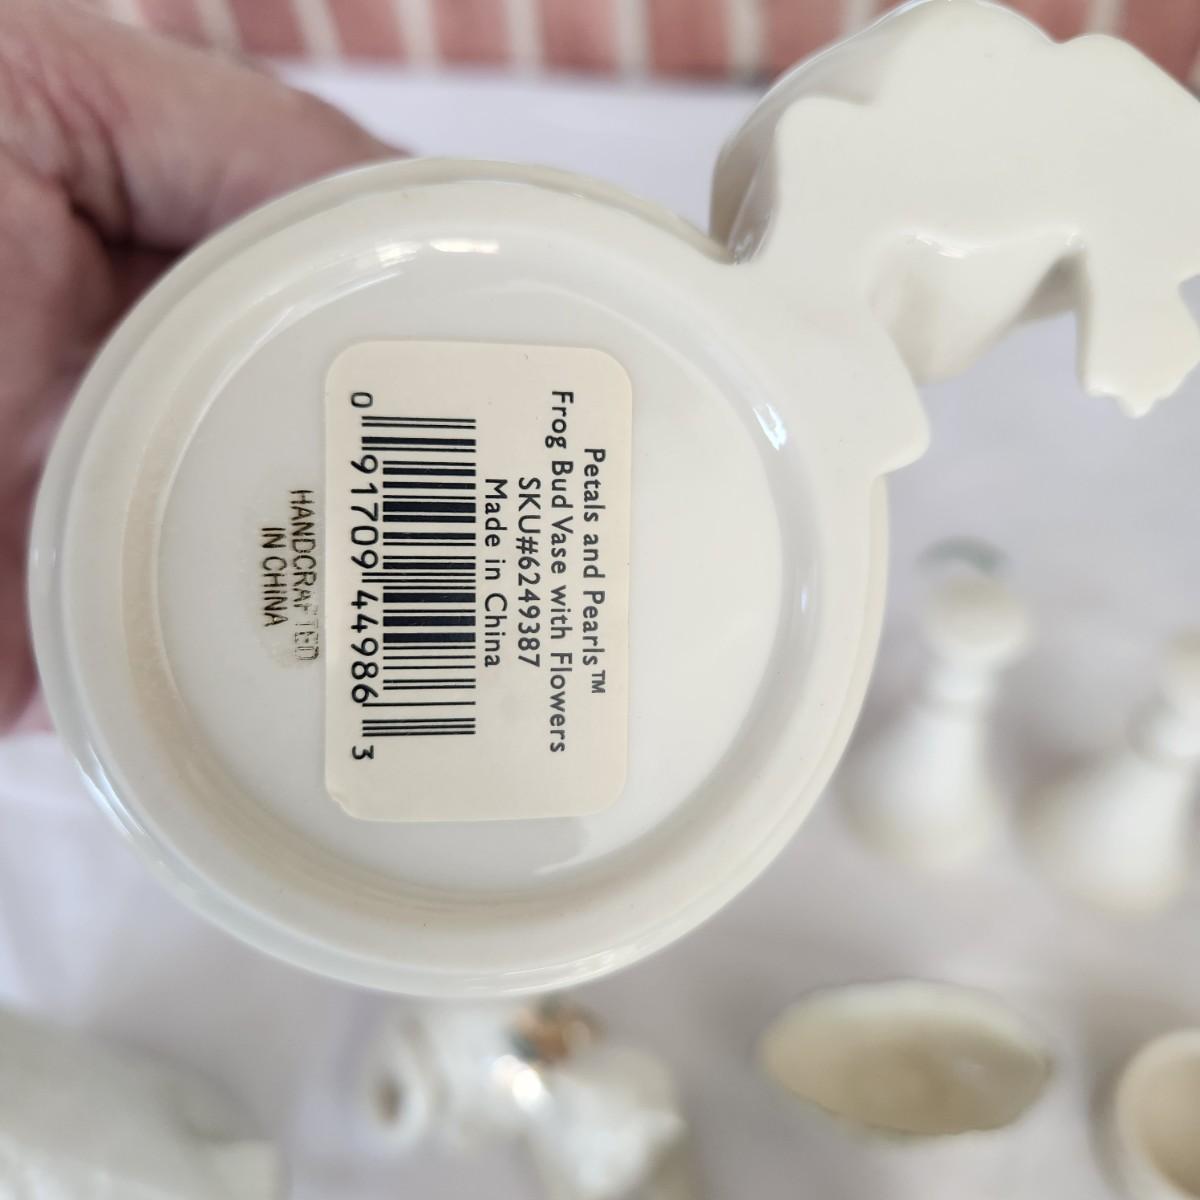 Petals and Pearls™
Frog Bud Vase with Flowers
SKU#6249387
Made in China
0 91709 44986 3
HANDCRAFTED
IN CHINA